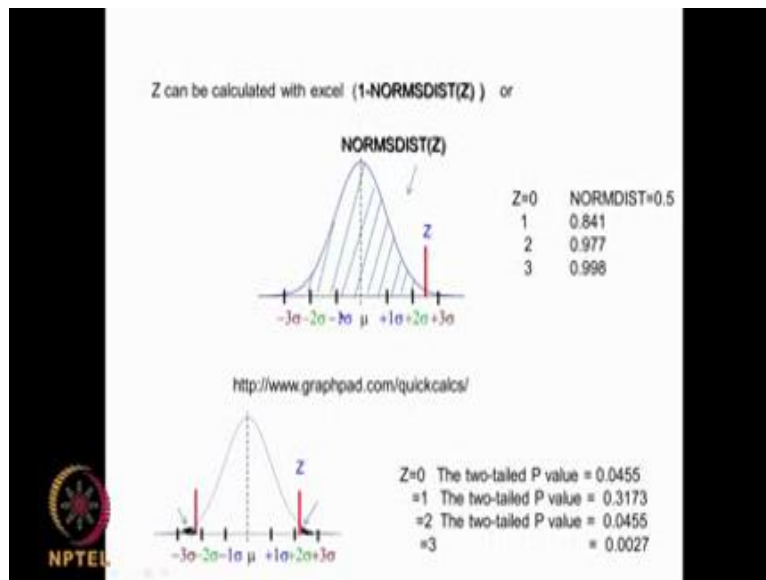 Z can be calculated with excel (1-NORMSDIST(Z) ) or
NORMSDIST(Z)
Z
Z=0 NORMDIST=0.5
1 0.841
2 0.977
3 0.998
-3σ -2σ -1σ μ +1σ +2σ +3σ
http://www.graphpad.com/quickcalcs/
Z
Z=0 The two-tailed P value = 0.0455
=1 The two-tailed P value = 0.3173
=2 The two-tailed P value = 0.0455
=3 = 0.0027
-3σ -2σ -1σ μ +1σ +2σ +3σ
NPTEL